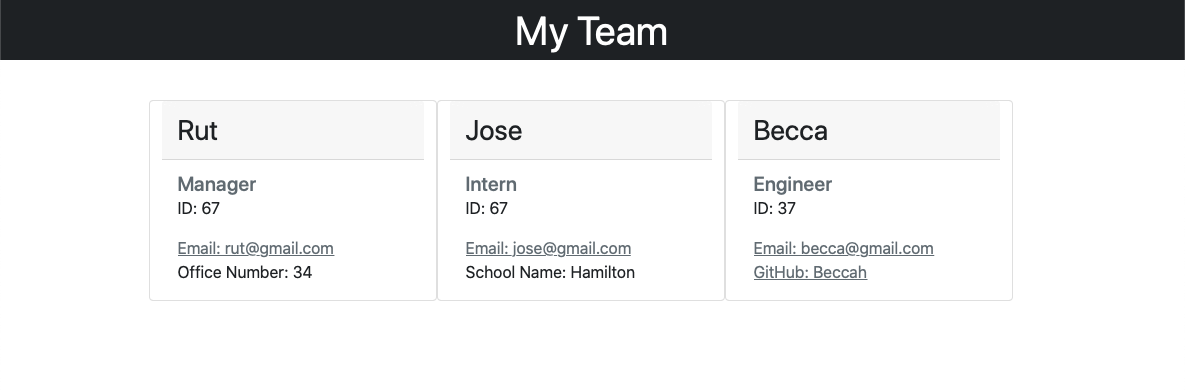 My Team
Rut
Manager
ID: 67
Email: rut@gmail.com
Office Number: 34
Jose
Intern
ID: 67
Email: jose@gmail.com
School Name: Hamilton
Becca
Engineer
ID: 37
Email: becca@gmail.com
GitHub: Beccah